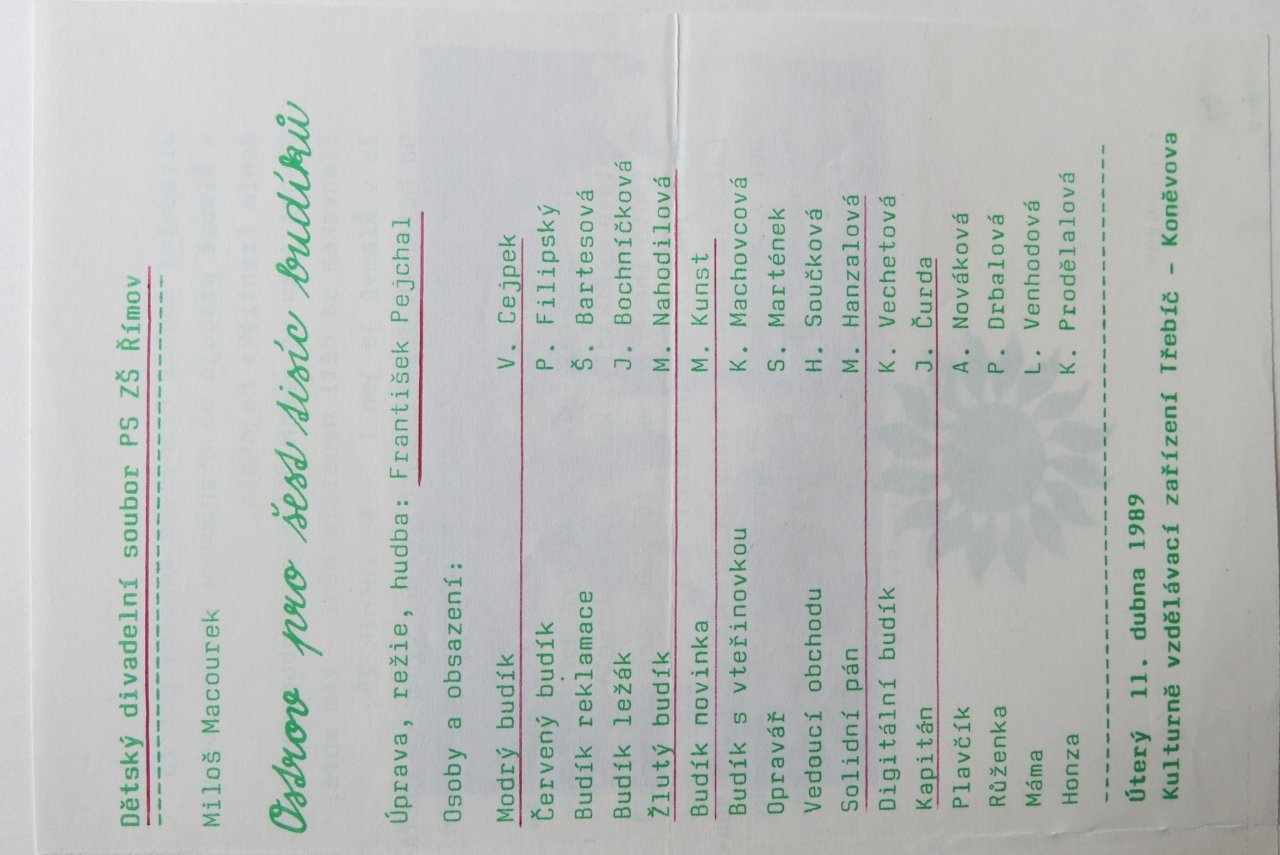 Dětský divadelní soubor PS ZŠ Římov
Miloš Macourek
Ostrov pro šest tisíc budíků
Úprava, režie, hudba: František Pejchal
Osoby a obsazení:
Modrý budík V. Cejpek
Červený budík P. Filipský
Budík reklamace Š. Bartesová
Budík ležák J. Bochníčková
Žlutý budík M. Nahodilová
Budík novinka M. Kunst
Budík s vteřinovkou K. Machovcová
Opravář S. Martének
Vedoucí obchodu H. Součková
Solidní pán M. Hanzalová
Digitální budík K. Vechetová
Kapitán J. Čurda
Plavčík A. Nováková
Růženka P. Drbalová
Máma L. Venhodová
Honza K. Prodělalová
Úterý 11. dubna 1989
Kulturně vzdělávací zařízení Třebíč - Koněvova